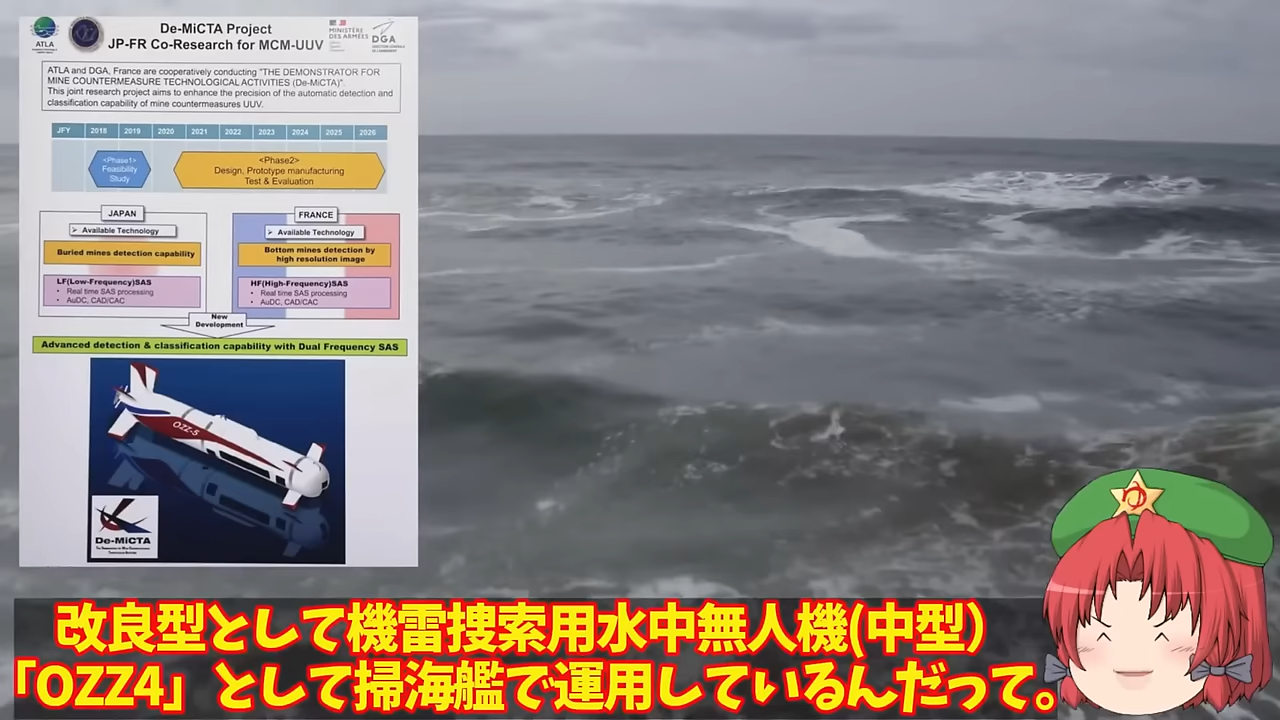 De-MiCTA Project
JP-FR Co-Research for MCM-UUV
ATLA
MINISTÈRE
DES ARMÉES
DGA
ATLA and DGA, France are cooperatively conducting "THE DEMONSTRATOR FOR
MINE COUNTERMEASURE TECHNOLOGICAL ACTIVITIES (De-MiCTA)".
This joint research project aims to enhance the precision of the automatic detection and
classification capability of mine countermeasures UUV.
JFY 2018 2019 2020 2021 2022 2023 2024 2025 2026
<Phase1>
Feasibility
Study
<Phase2>
Design, Prototype manufacturing
Test & Evaluation
JAPAN
➢ Available Technology
Buried mines detection capability
LF(Low-Frequency)SAS
• Real time SAS processing
• AuDC, CAD/CAC
FRANCE
➢ Available Technology
Bottom mines detection by
high resolution image
HF(High-Frequency)SAS
• Real time SAS processing
• AuDC, CAD/CAC
New
Development
Advanced detection & classification capability with Dual Frequency SAS
OZZ-5
De-MiCTA
改良型として機雷捜索用水中無人機(中型)
「OZZ4」として掃海艦で運用しているんだって。